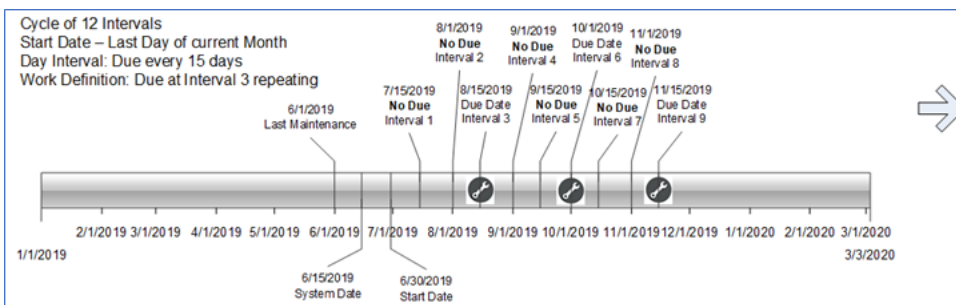 Cycle of 12 Intervals
Start Date – Last Day of current Month
Day Interval: Due every 15 days
Work Definition: Due at Interval 3 repeating
6/1/2019
Last Maintenance
7/15/2019
No Due
Interval 1
8/1/2019
No Due
Interval 2
8/15/2019
Due Date
Interval 3
9/1/2019
No Due
Interval 4
9/15/2019
No Due
Interval 5
10/1/2019
Due Date
Interval 6
10/15/2019
No Due
Interval 7
11/1/2019
No Due
Interval 8
11/15/2019
Due Date
Interval 9
2/1/2019 3/1/2019 4/1/2019 5/1/2019 6/1/2019 7/1/2019 8/1/2019 9/1/2019 10/1/2019 11/1/2019 12/1/2019 1/1/2020 2/1/2020 3/1/2020
1/1/2019 3/3/2020
6/15/2019
System Date
6/30/2019
Start Date